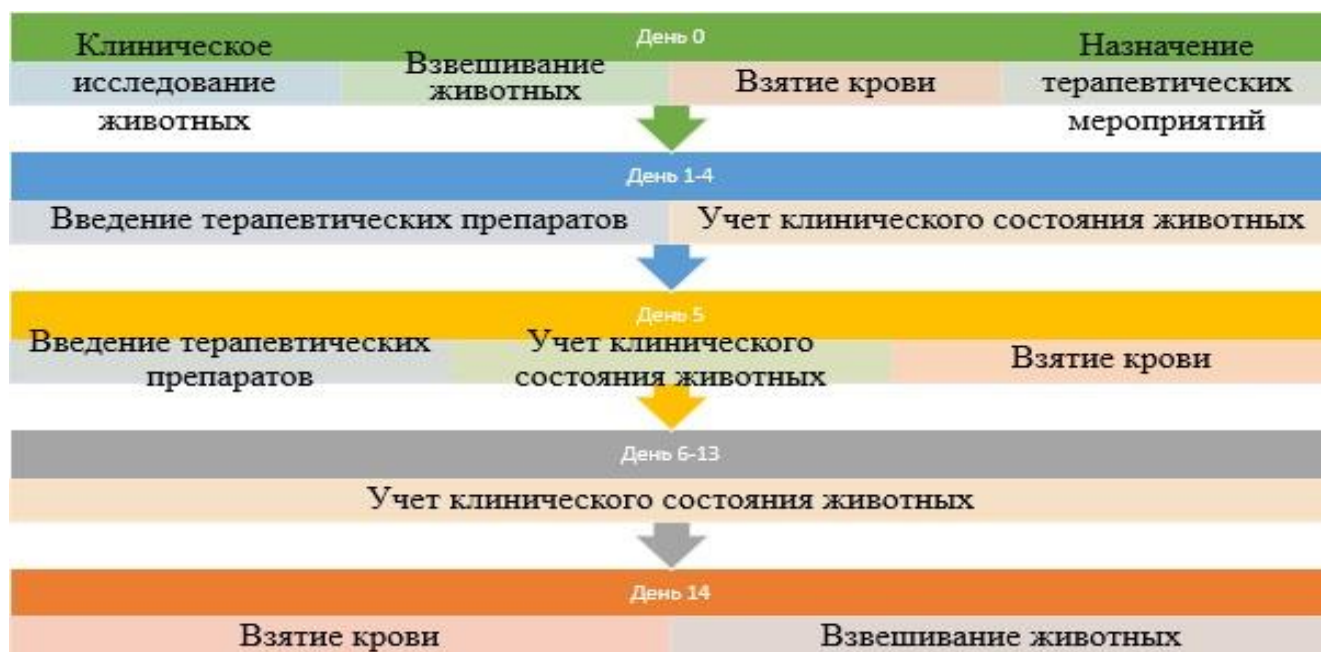 День 0
Клиническое
исследование
животных
Взвешивание
животных
Взятие крови
Назначение
терапевтических
мероприятий
День 1-4
Введение терапевтических препаратов
Учет клинического состояния животных
День 5
Введение терапевтических
препаратов
Учет клинического
состояния животных
Взятие крови
День 6-13
Учет клинического состояния животных
День 14
Взятие крови
Взвешивание животных